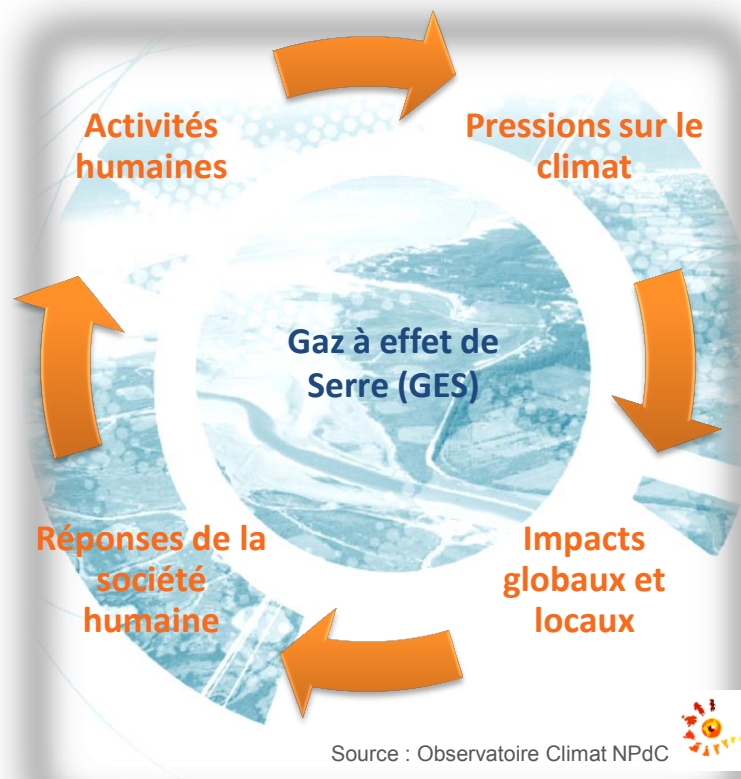 Activités
humaines
Pressions sur le
climat
Gaz à effet de
Serre (GES)
Réponses de la
société
humaine
Impacts
globaux et
locaux
Source : Observatoire Climat NPdC